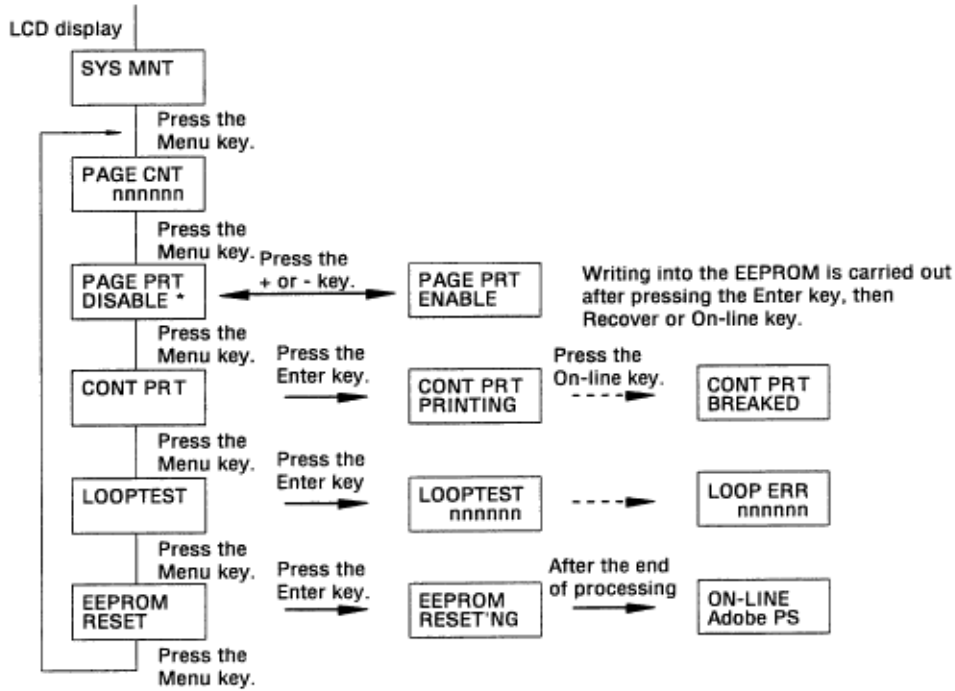 LCD display
SYS MNT
Press the
Menu key.
PAGE CNT
nnnnnn
Press the
Menu key.
PAGE PRT
DISABLE *
Press the
+ or - key.
PAGE PRT
ENABLE
Writing into the EEPROM is carried out
after pressing the Enter key, then
Recover or On-line key.
Press the
Menu key.
CONT PRT
Press the
Enter key.
CONT PRT
PRINTING
Press the
On-line key.
CONT PRT
BREAKED
Press the
Menu key.
LOOPTEST
Press the
Enter key
LOOPTEST
nnnnnn
LOOP ERR
nnnnnn
Press the
Menu key.
EEPROM
RESET
Press the
Enter key.
EEPROM
RESET'NG
After the end
of processing
ON-LINE
Adobe PS
Press the
Menu key.